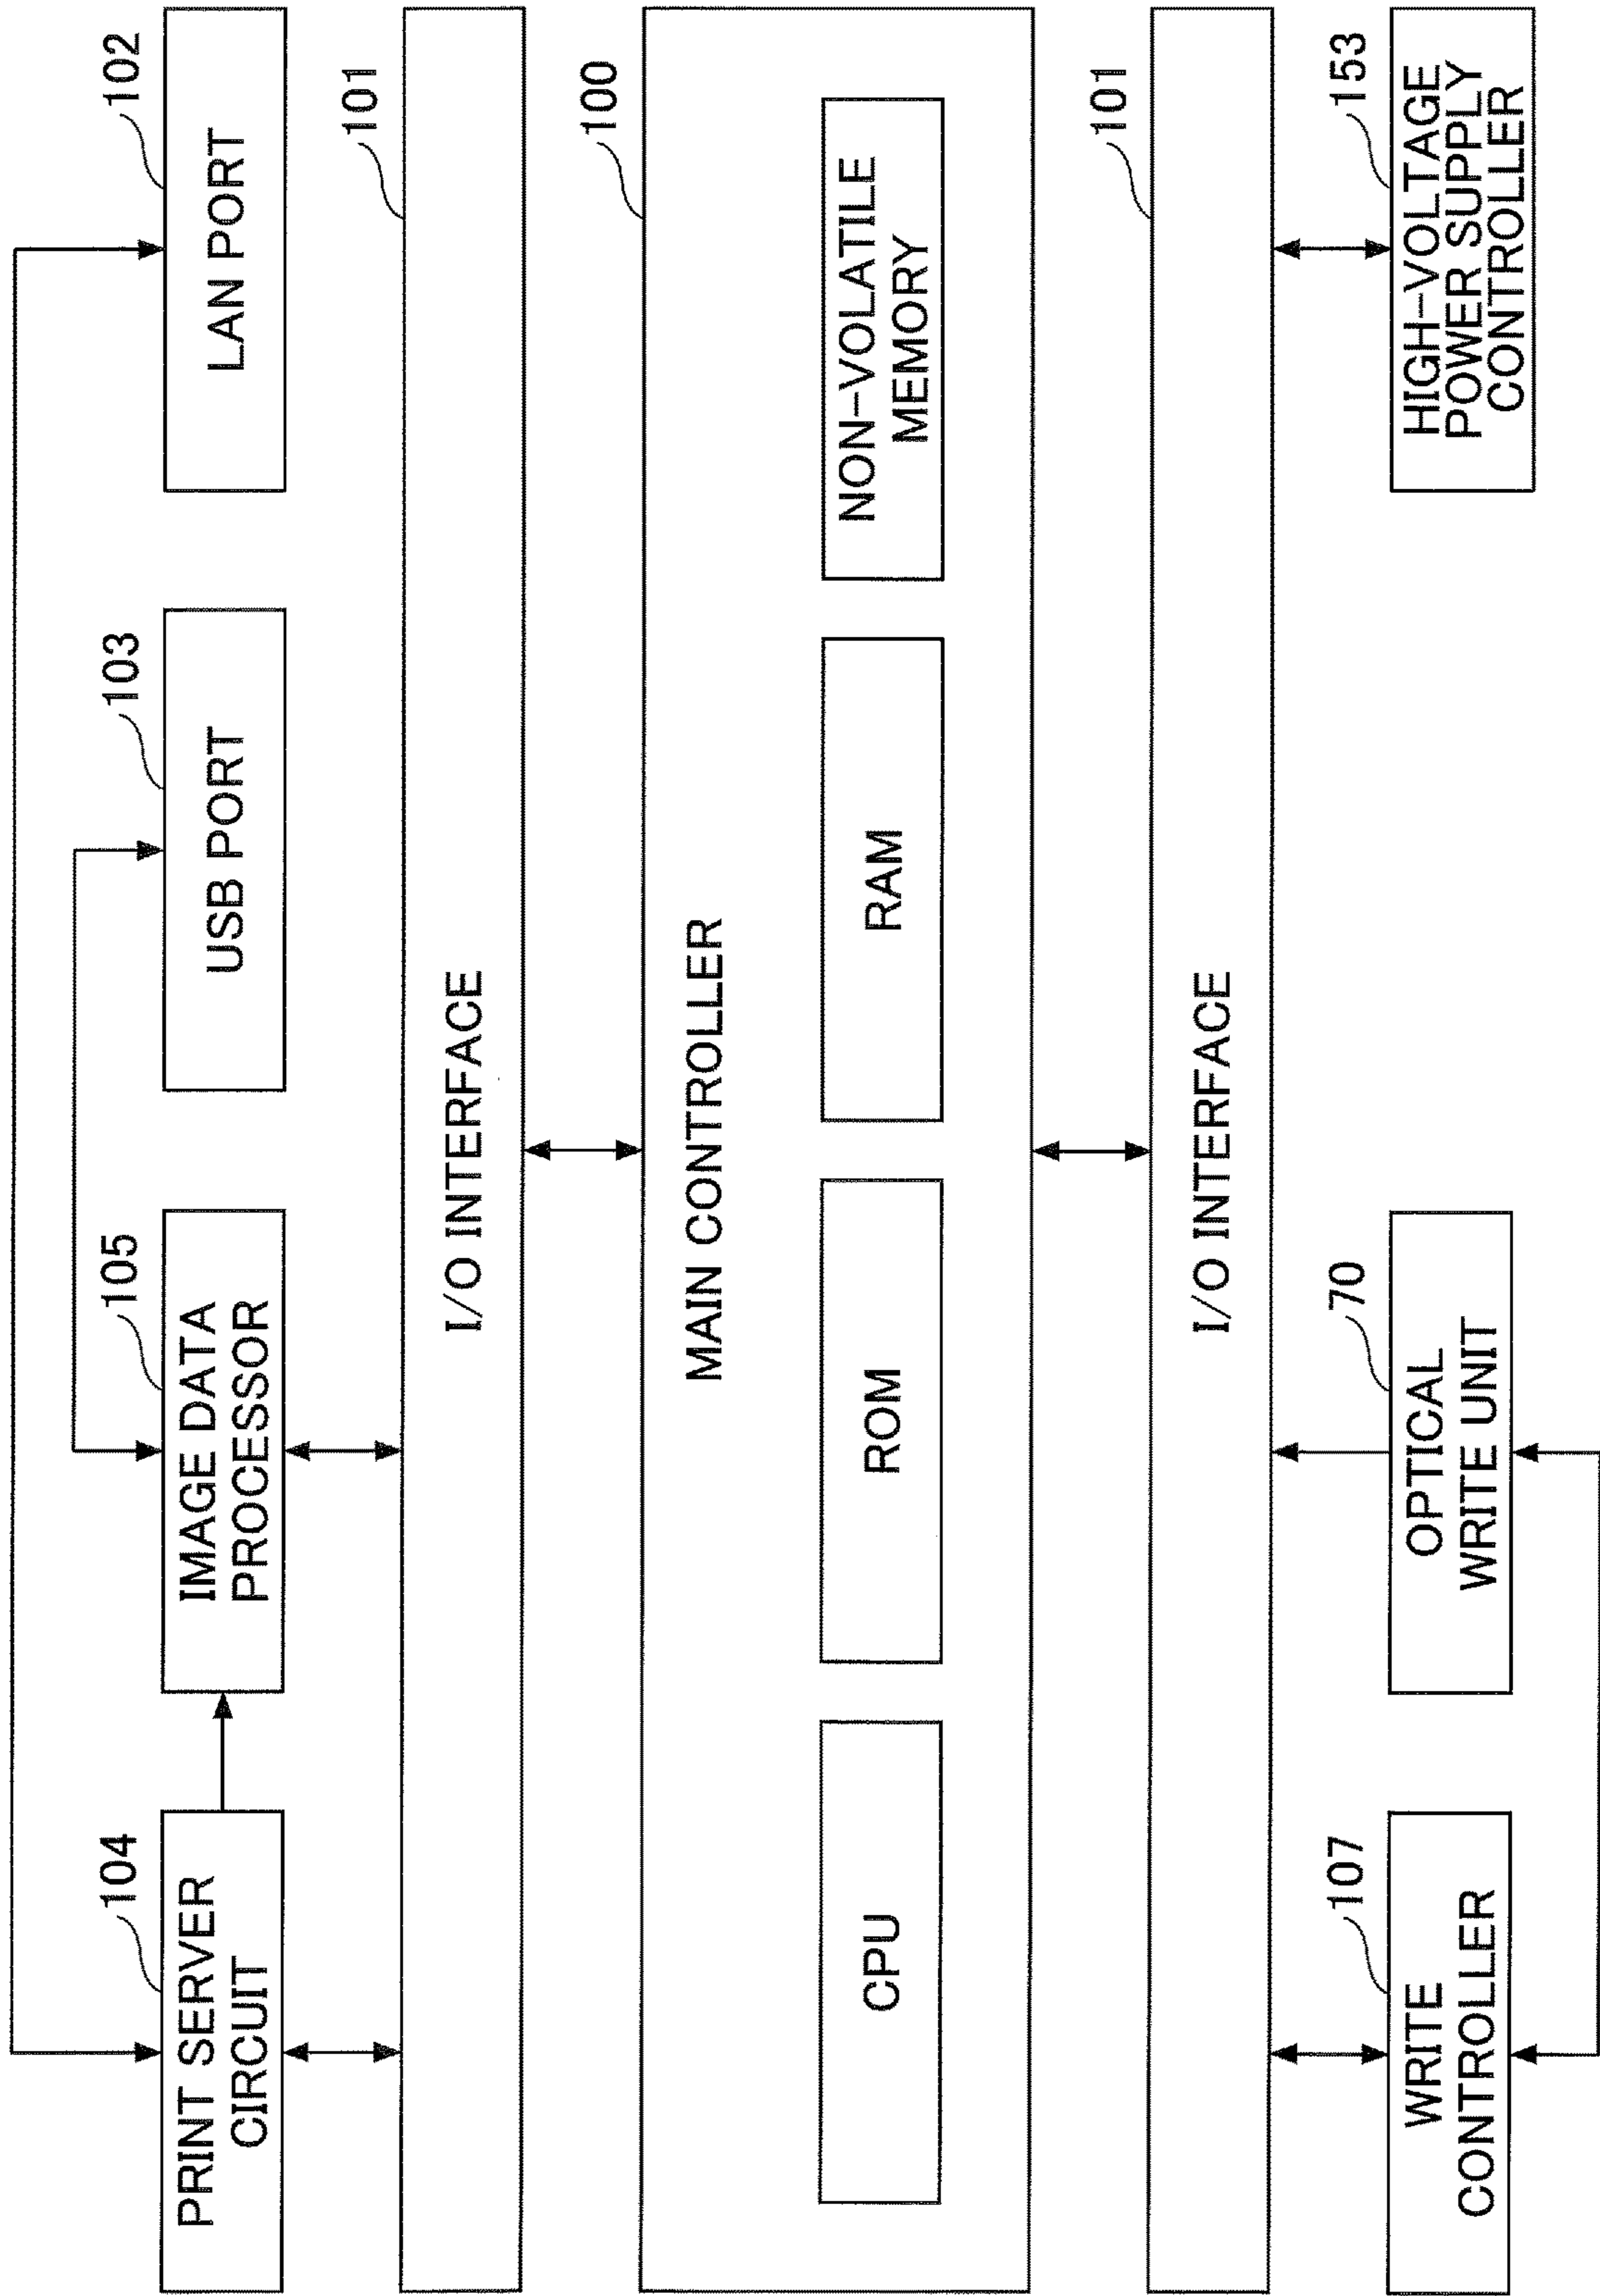 104
PRINT SERVER
CIRCUIT
105
IMAGE DATA
PROCESSOR
103
USB PORT
102
LAN PORT
101
I/O INTERFACE
100
MAIN CONTROLLER
CPU
ROM
RAM
NON-VOLATILE
MEMORY
101
I/O INTERFACE
107
WRITE
CONTROLLER
70
OPTICAL
WRITE UNIT
153
HIGH-VOLTAGE
POWER SUPPLY
CONTROLLER